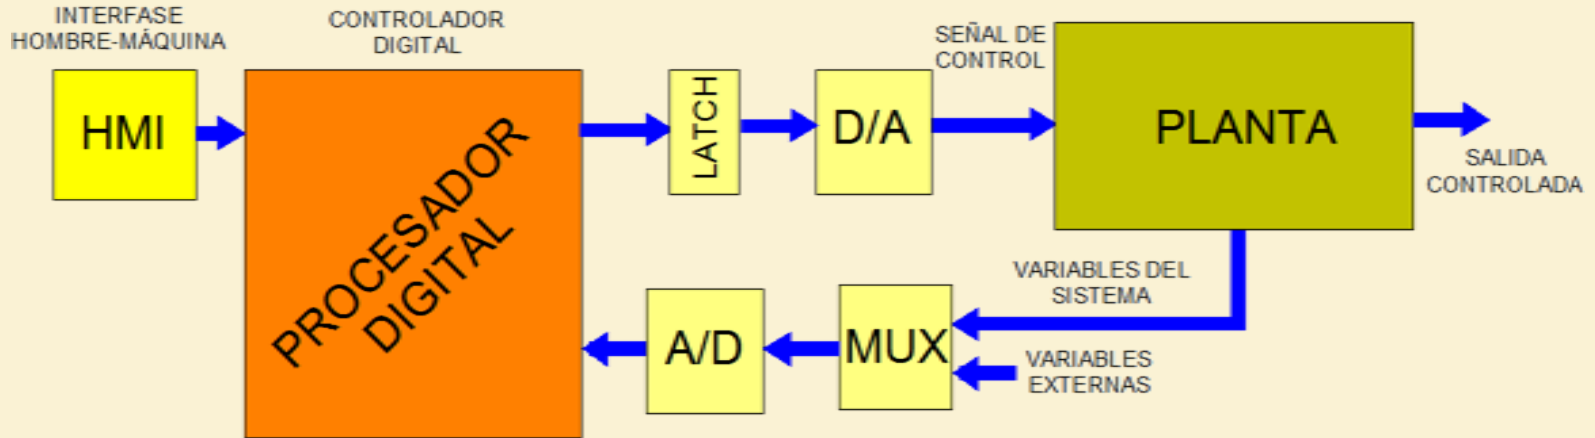 INTERFASE
HOMBRE-MÁQUINA
HMI
CONTROLADOR
DIGITAL
PROCESADOR
DIGITAL
LATCH
D/A
SEÑAL DE
CONTROL
PLANTA
SALIDA
CONTROLADA
VARIABLES DEL
SISTEMA
A/D
MUX
VARIABLES
EXTERNAS